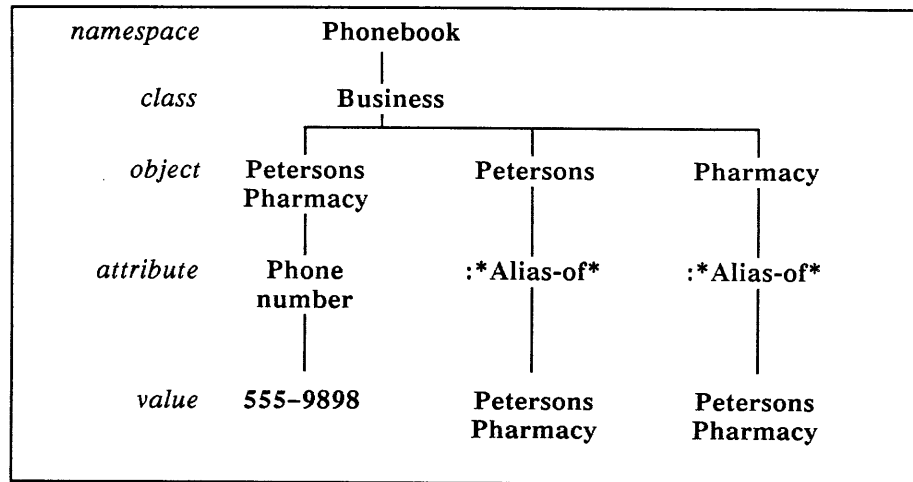 namespace Phonebook
class Business
object Petersons Petersons Pharmacy
Pharmacy
attribute Phone :*Alias-of* :*Alias-of*
number
value 555-9898 Petersons Petersons
Pharmacy Pharmacy